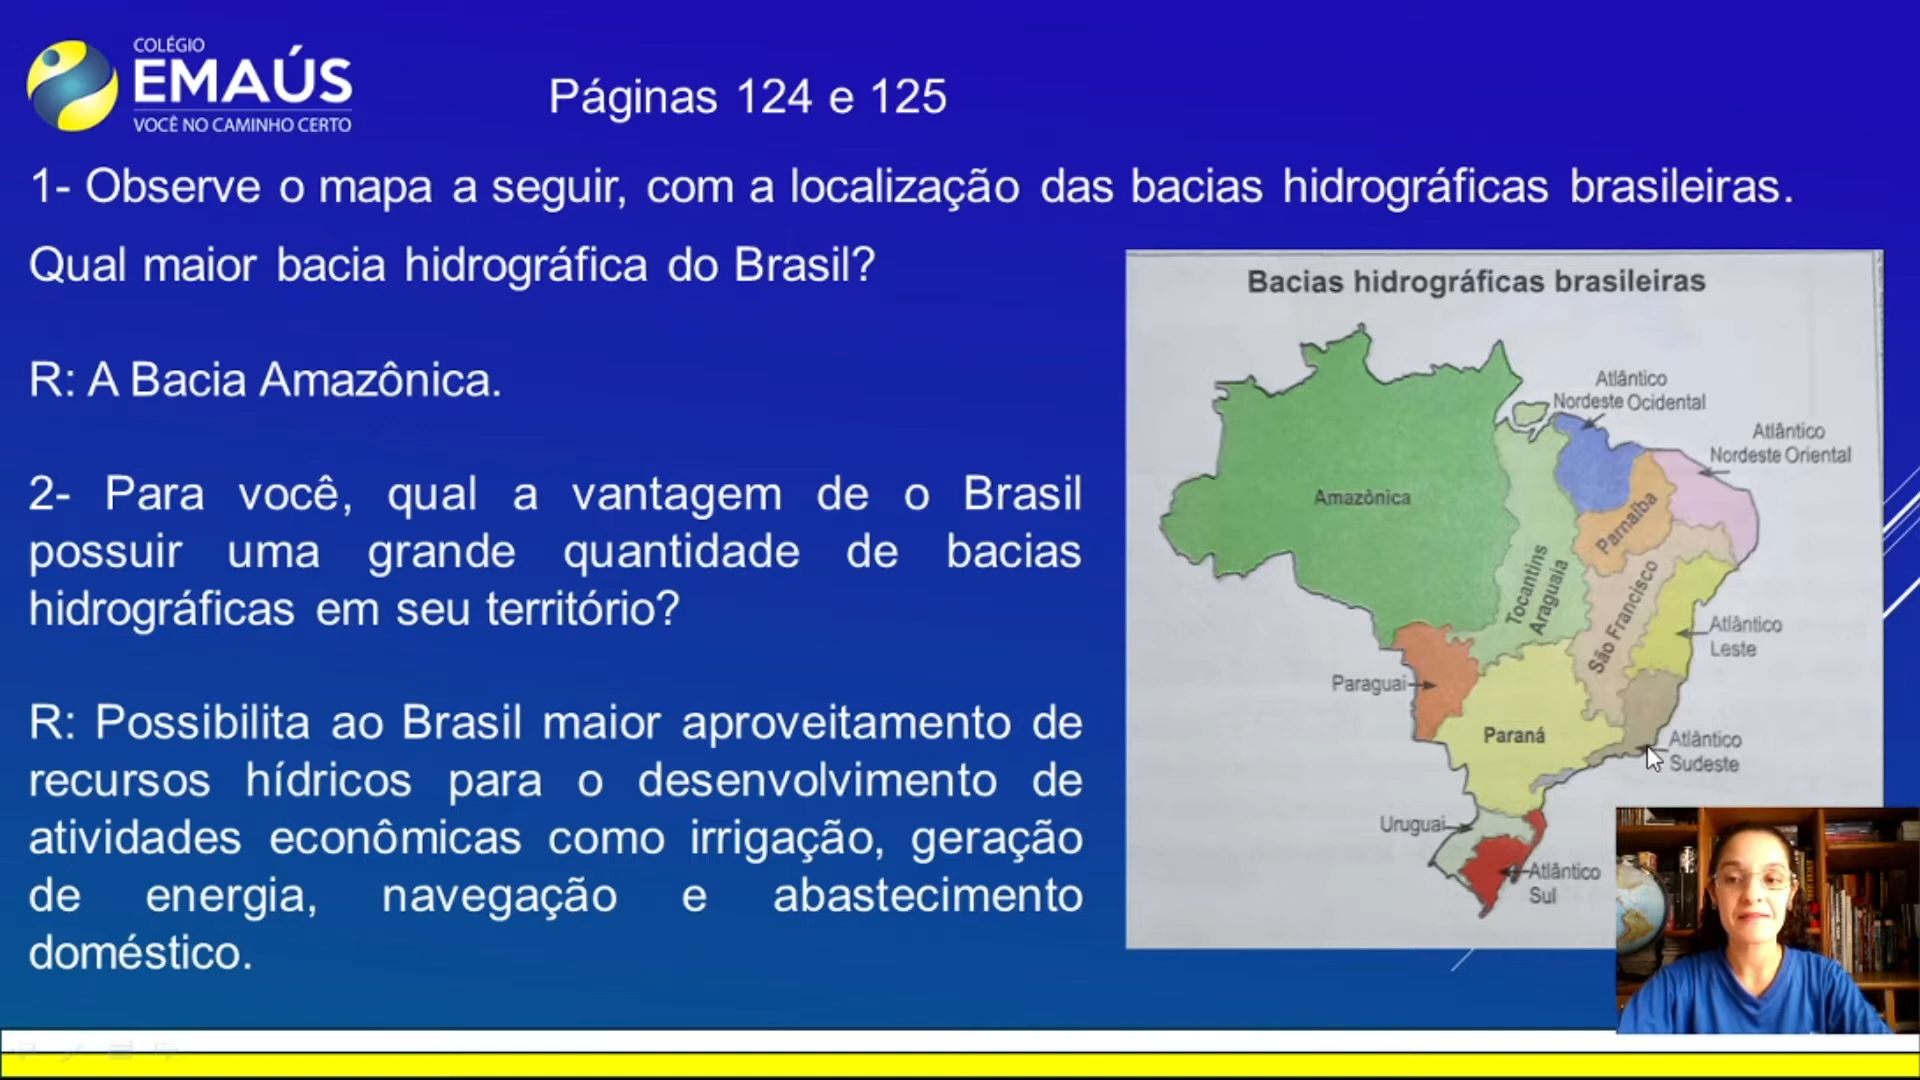 COLÉGIO
EMAÚS
VOCÊ NO CAMINHO CERTO
Páginas 124 e 125
1- Observe o mapa a seguir, com a localização das bacias hidrográficas brasileiras.
Qual maior bacia hidrográfica do Brasil?
R: A Bacia Amazônica.
2- Para você, qual a vantagem de o Brasil
possuir uma grande quantidade de bacias
hidrográficas em seu território?
R: Possibilita ao Brasil maior aproveitamento de
recursos hídricos para o desenvolvimento de
atividades econômicas como irrigação, geração
de energia, navegação e abastecimento
doméstico.
Bacias hidrográficas brasileiras
Atlântico
Nordeste Ocidental
Atlântico
Nordeste Oriental
Amazônica
Parnaíba
Tocantins
Araguaia
São Francisco
Atlântico
Leste
Paraguai
Paraná
Atlântico
Sudeste
Uruguai
Atlântico
Sul